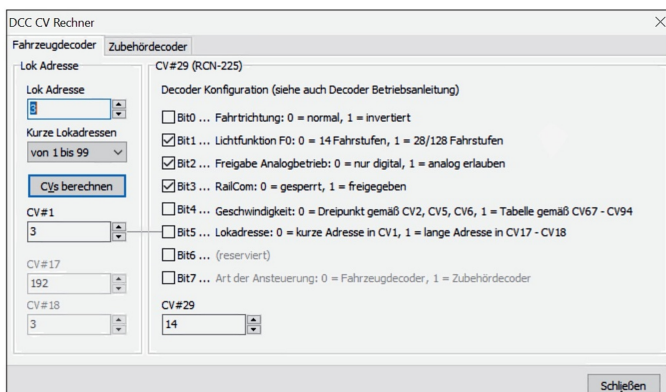 DCC CV Rechner
Fahrzeugdecoder Zubehördecoder
Lok Adresse
Lok Adresse
3
Kurze Lokadressen
von 1 bis 99
CVs berechnen
CV#1
3
CV#17
192
CV#18
3
CV#29 (RCN-225)
Decoder Konfiguration (siehe auch Decoder Betriebsanleitung)
Bit0 ... Fahrtrichtung: 0 = normal, 1 = invertiert
Bit1 ... Lichtfunktion F0: 0 = 14 Fahrstufen, 1 = 28/128 Fahrstufen
Bit2 ... Freigabe Analogbetrieb: 0 = nur digital, 1 = analog erlauben
Bit3 ... RailCom: 0 = gesperrt, 1 = freigegeben
Bit4 ... Geschwindigkeit: 0 = Dreipunkt gemäß CV2, CV5, CV6, 1 = Tabelle gemäß CV67 - CV94
Bit5 ... Lokadresse: 0 = kurze Adresse in CV1, 1 = lange Adresse in CV17 - CV18
Bit6 ... (reserviert)
Bit7 ... Art der Ansteuerung: 0 = Fahrzeugdecoder, 1 = Zubehördecoder
CV#29
14
Schließen